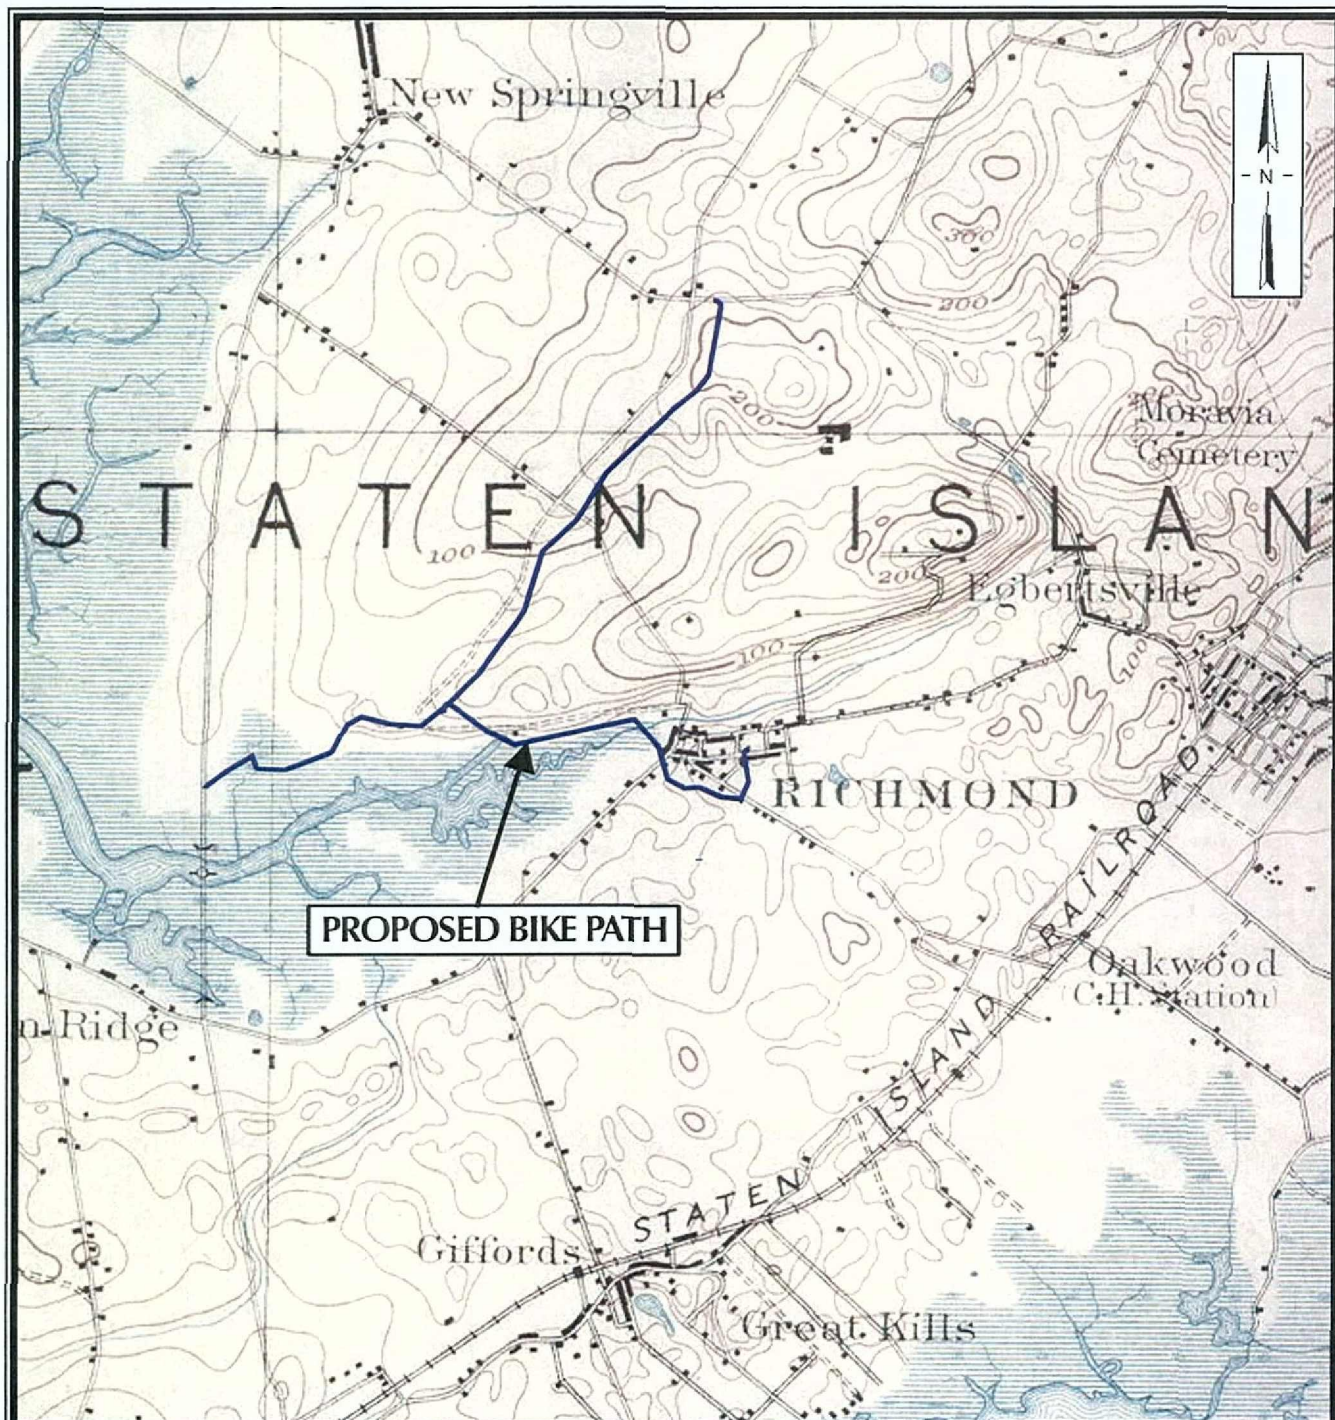 New Springville
N
300
200
200
Moravia
Cemetery
STATEN ISLAN
100
200
Egbertsville
100
100
RICHMOND
PROPOSED BIKE PATH
STATEN ISLAND RAILROAD
Oakwood
(C.H. Station)
n Ridge
Giffords
Great Kills